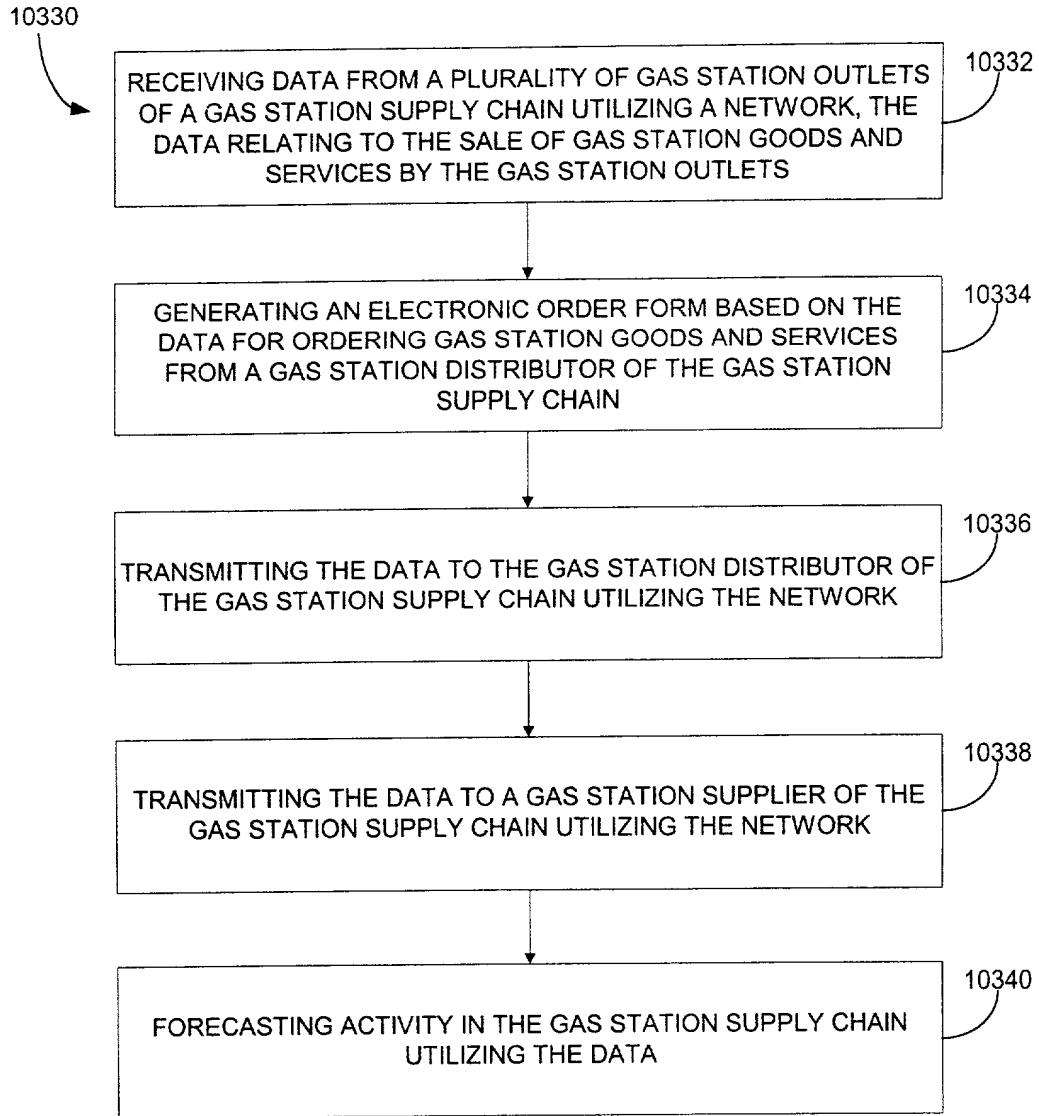 10330
RECEIVING DATA FROM A PLURALITY OF GAS STATION OUTLETS
OF A GAS STATION SUPPLY CHAIN UTILIZING A NETWORK, THE
DATA RELATING TO THE SALE OF GAS STATION GOODS AND
SERVICES BY THE GAS STATION OUTLETS
10332
GENERATING AN ELECTRONIC ORDER FORM BASED ON THE
DATA FOR ORDERING GAS STATION GOODS AND SERVICES
FROM A GAS STATION DISTRIBUTOR OF THE GAS STATION
SUPPLY CHAIN
10334
TRANSMITTING THE DATA TO THE GAS STATION DISTRIBUTOR OF
THE GAS STATION SUPPLY CHAIN UTILIZING THE NETWORK
10336
TRANSMITTING THE DATA TO A GAS STATION SUPPLIER OF THE
GAS STATION SUPPLY CHAIN UTILIZING THE NETWORK
10338
FORECASTING ACTIVITY IN THE GAS STATION SUPPLY CHAIN
UTILIZING THE DATA
10340